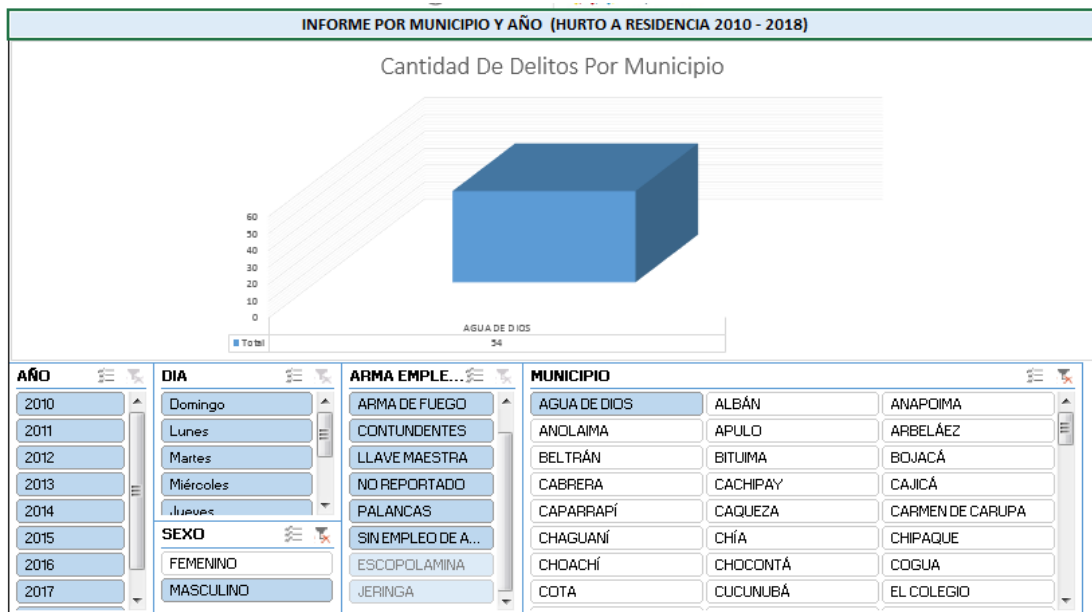 INFORME POR MUNICIPIO Y AÑO (HURTO A RESIDENCIA 2010 - 2018)
Cantidad De Delitos Por Municipio
60
50
40
30
20
10
0
AGUA DE DIOS
Total 54
AÑO
2010
2011
2012
2013
2014
2015
2016
2017
DIA
Domingo
Lunes
Martes
Miércoles
Jueves
SEXO
FEMENINO
MASCULINO
ARMA EMPLE...
ARMA DE FUEGO
CONTUNDENTES
LLAVE MAESTRA
NO REPORTADO
PALANCAS
SIN EMPLEO DE A...
ESCOPOLAMINA
JERINGA
MUNICIPIO
AGUA DE DIOS ALBÁN ANAPOIMA
ANOLAIMA APULO ARBELÁEZ
BELTRÁN BITUIMA BOJACÁ
CABRERA CACHIPAY CAJICÁ
CAPARRAPÍ CAQUEZA CARMEN DE CARUPA
CHAGUANÍ CHÍA CHIPAQUE
CHOACHÍ CHOCONTÁ COGUA
COTA CUCUNUBÁ EL COLEGIO